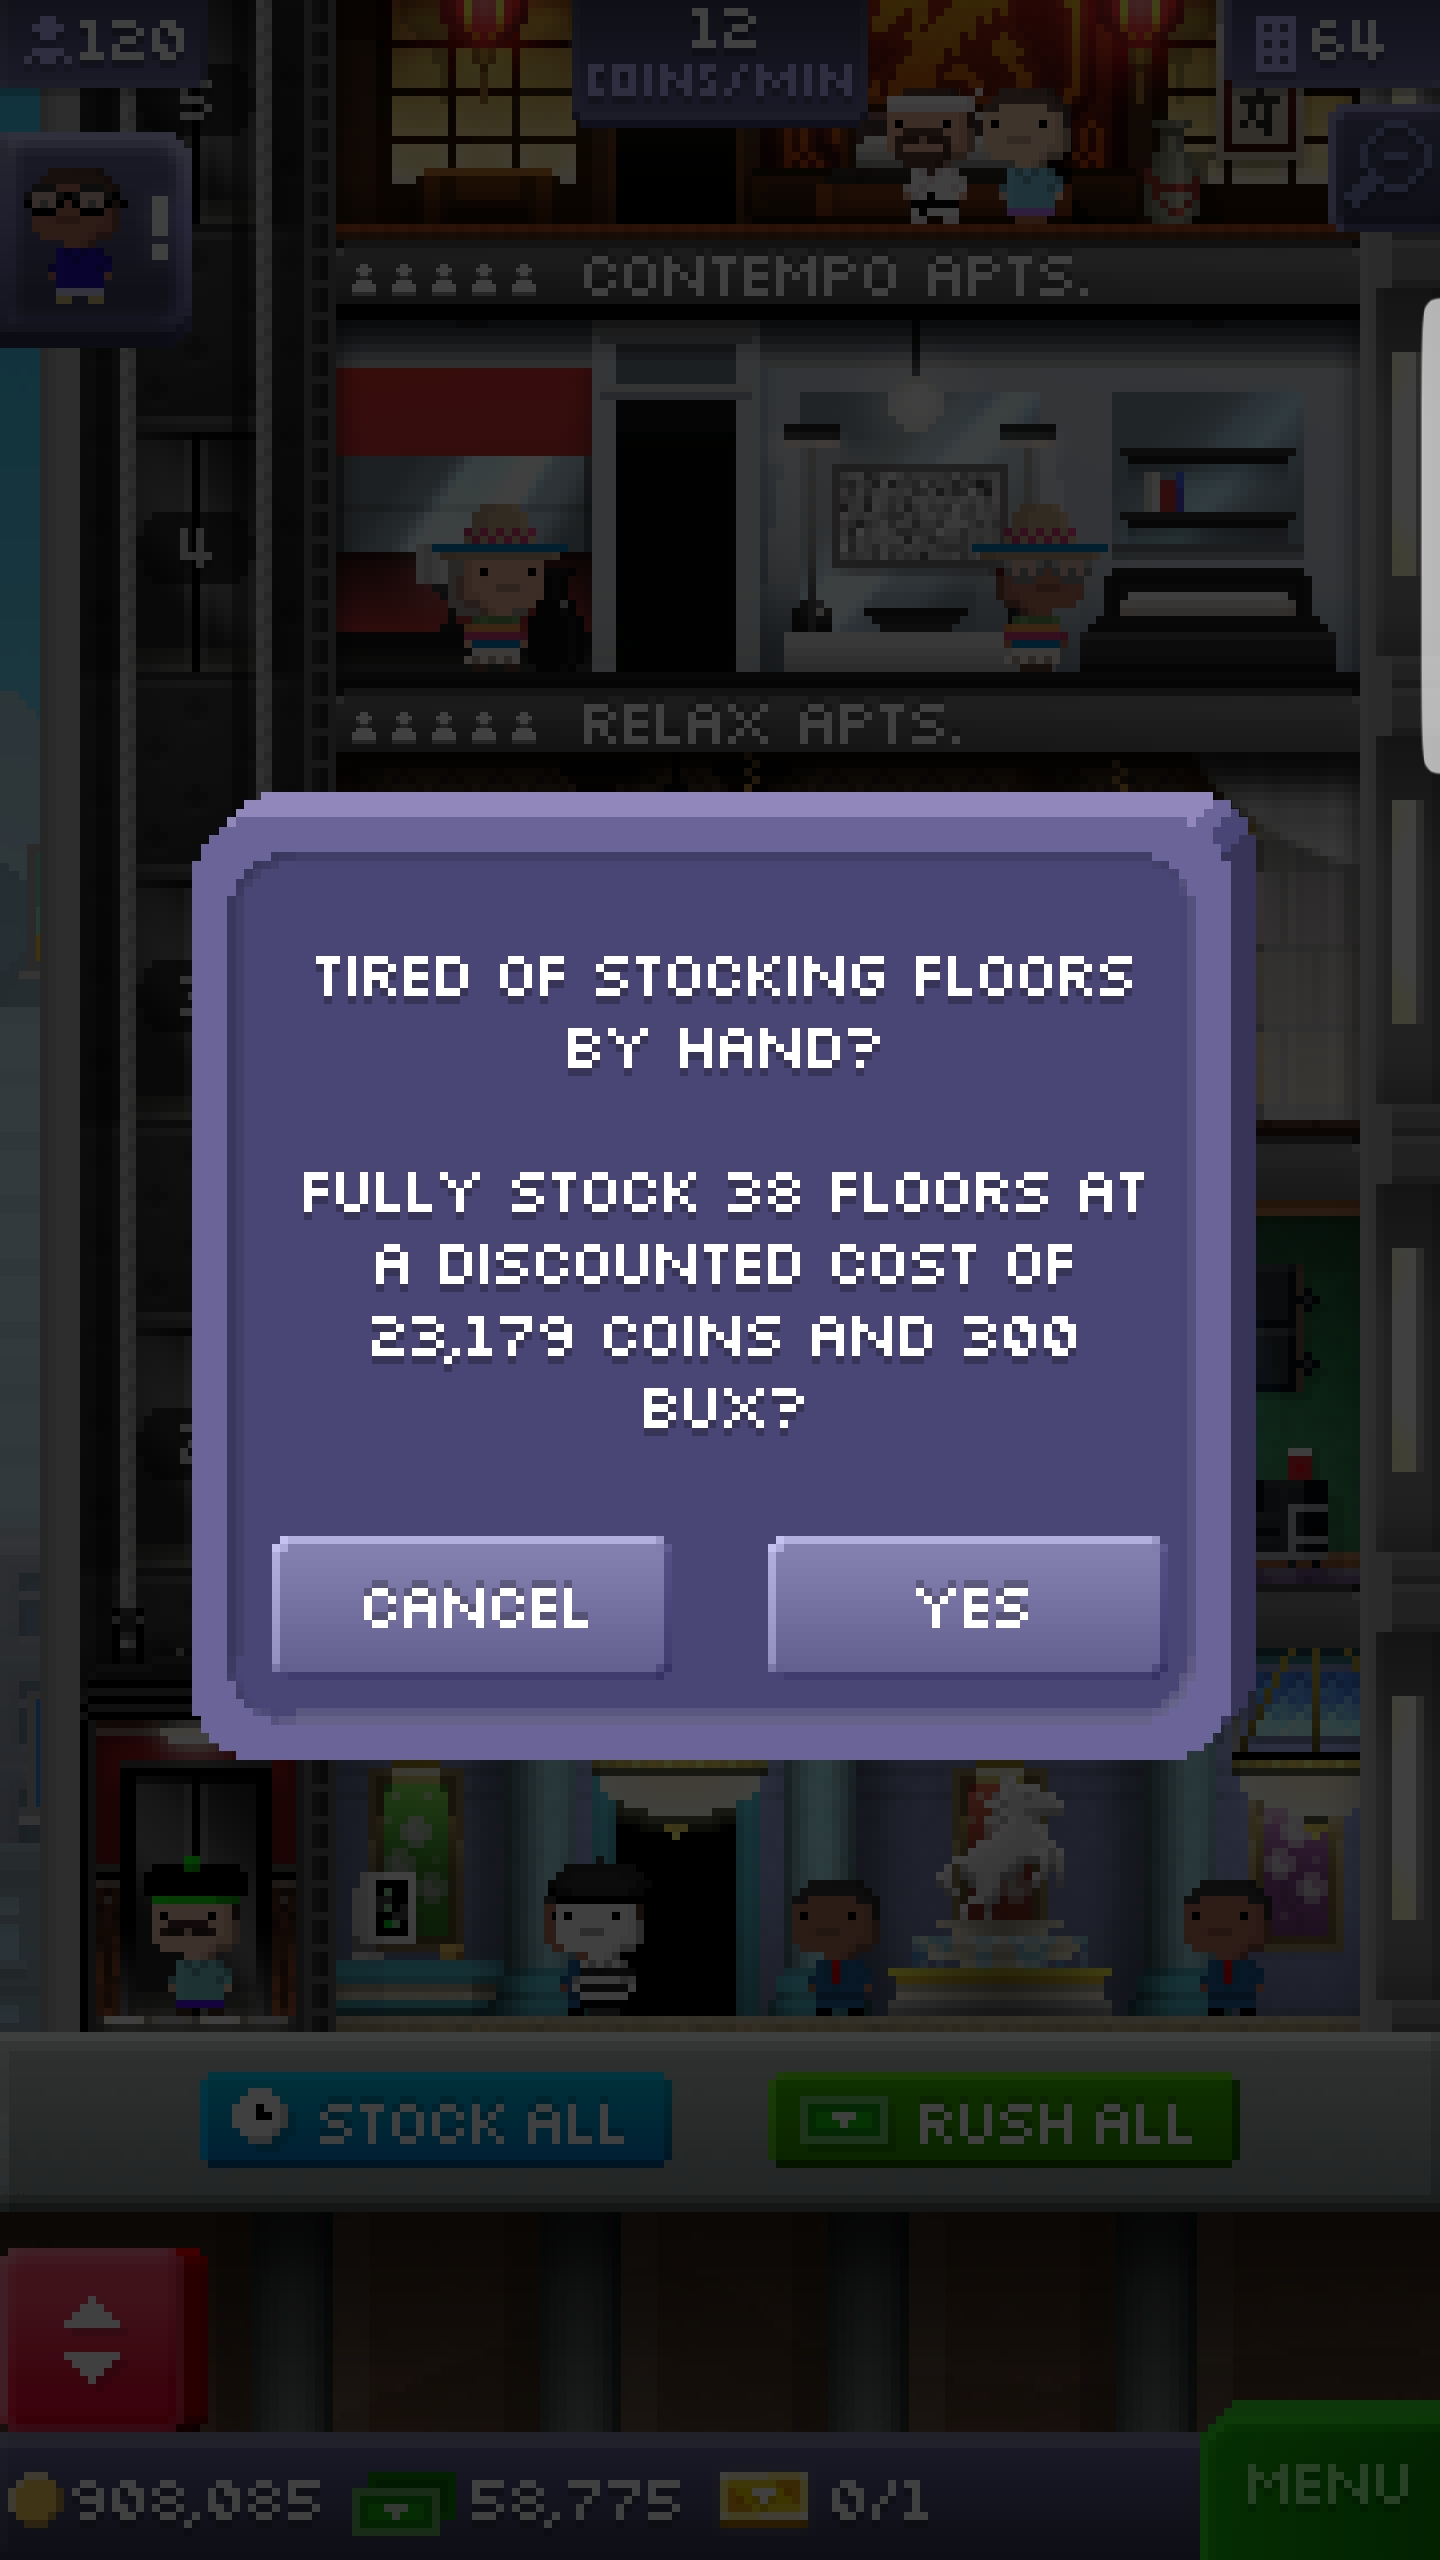 120
12
COINS/MIN
64
5
!
CONTEMPO APTS.
4
RELAX APTS.
TIRED OF STOCKING FLOORS
BY HAND?
FULLY STOCK 38 FLOORS AT
A DISCOUNTED COST OF
23,179 COINS AND 300
BUX?
CANCEL
YES
STOCK ALL
RUSH ALL
908,085
58,775
0/1
MENU